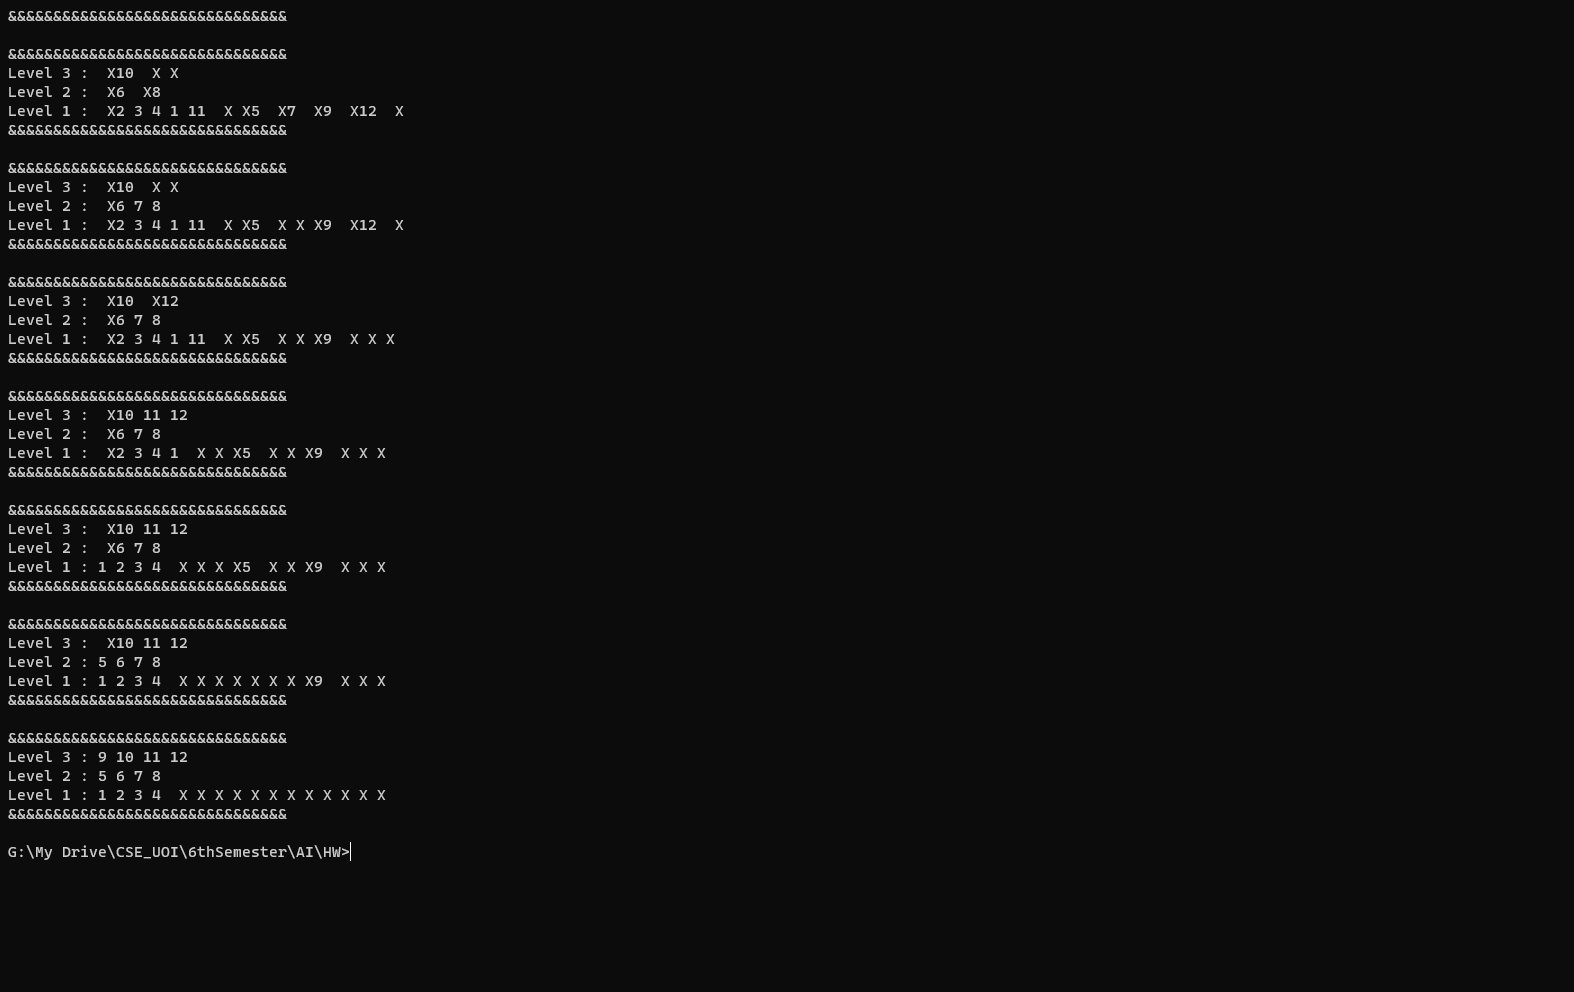 &&&&&&&&&&&&&&&&&&&&&&&&&&&&&&&

&&&&&&&&&&&&&&&&&&&&&&&&&&&&&&&
Level 3 :  X10  X X
Level 2 :  X6  X8
Level 1 :  X2 3 4 1 11  X X5  X7  X9  X12  X
&&&&&&&&&&&&&&&&&&&&&&&&&&&&&&&

&&&&&&&&&&&&&&&&&&&&&&&&&&&&&&&
Level 3 :  X10  X X
Level 2 :  X6 7 8
Level 1 :  X2 3 4 1 11  X X5  X X X9  X12  X
&&&&&&&&&&&&&&&&&&&&&&&&&&&&&&&

&&&&&&&&&&&&&&&&&&&&&&&&&&&&&&&
Level 3 :  X10  X12
Level 2 :  X6 7 8
Level 1 :  X2 3 4 1 11  X X5  X X X9  X X X
&&&&&&&&&&&&&&&&&&&&&&&&&&&&&&&

&&&&&&&&&&&&&&&&&&&&&&&&&&&&&&&
Level 3 :  X10 11 12
Level 2 :  X6 7 8
Level 1 :  X2 3 4 1  X X X5  X X X9  X X X
&&&&&&&&&&&&&&&&&&&&&&&&&&&&&&&

&&&&&&&&&&&&&&&&&&&&&&&&&&&&&&&
Level 3 :  X10 11 12
Level 2 :  X6 7 8
Level 1 : 1 2 3 4  X X X X5  X X X9  X X X
&&&&&&&&&&&&&&&&&&&&&&&&&&&&&&&

&&&&&&&&&&&&&&&&&&&&&&&&&&&&&&&
Level 3 :  X10 11 12
Level 2 : 5 6 7 8
Level 1 : 1 2 3 4  X X X X X X X X9  X X X
&&&&&&&&&&&&&&&&&&&&&&&&&&&&&&&

&&&&&&&&&&&&&&&&&&&&&&&&&&&&&&&
Level 3 : 9 10 11 12
Level 2 : 5 6 7 8
Level 1 : 1 2 3 4  X X X X X X X X X X X X
&&&&&&&&&&&&&&&&&&&&&&&&&&&&&&&

G:\My Drive\CSE_UOI\6thSemester\AI\HW>